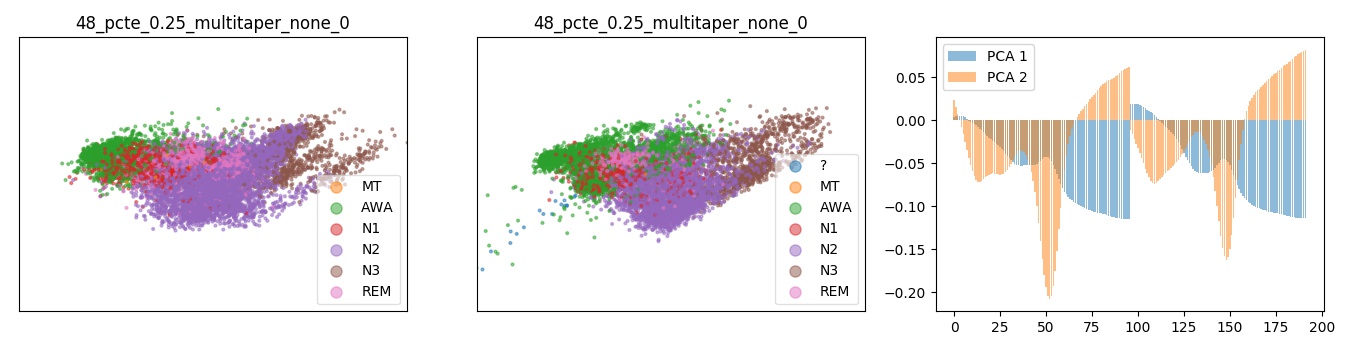 48_pcte_0.25_multitaper_none_0
MT
AWA
N1
N2
N3
REM
48_pcte_0.25_multitaper_none_0
?
MT
AWA
N1
N2
N3
REM
PCA 1
PCA 2
0.05
0.00
−0.05
−0.10
−0.15
−0.20
0 25 50 75 100 125 150 175 200